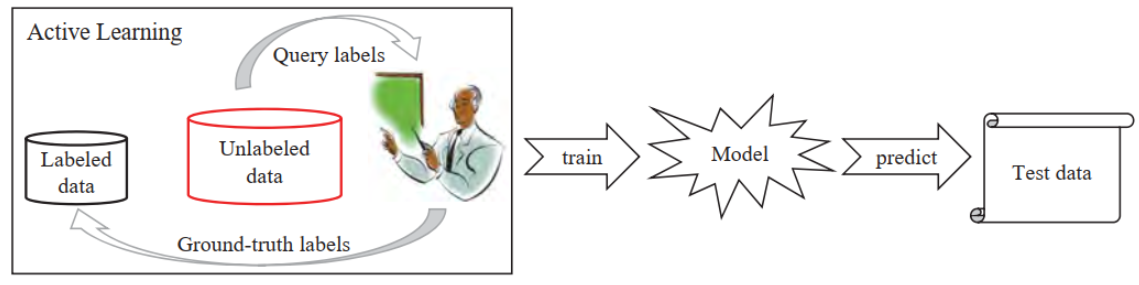 Active Learning
Query labels
Labeled
data
Unlabeled
data
Ground-truth labels
train
Model
predict
Test data